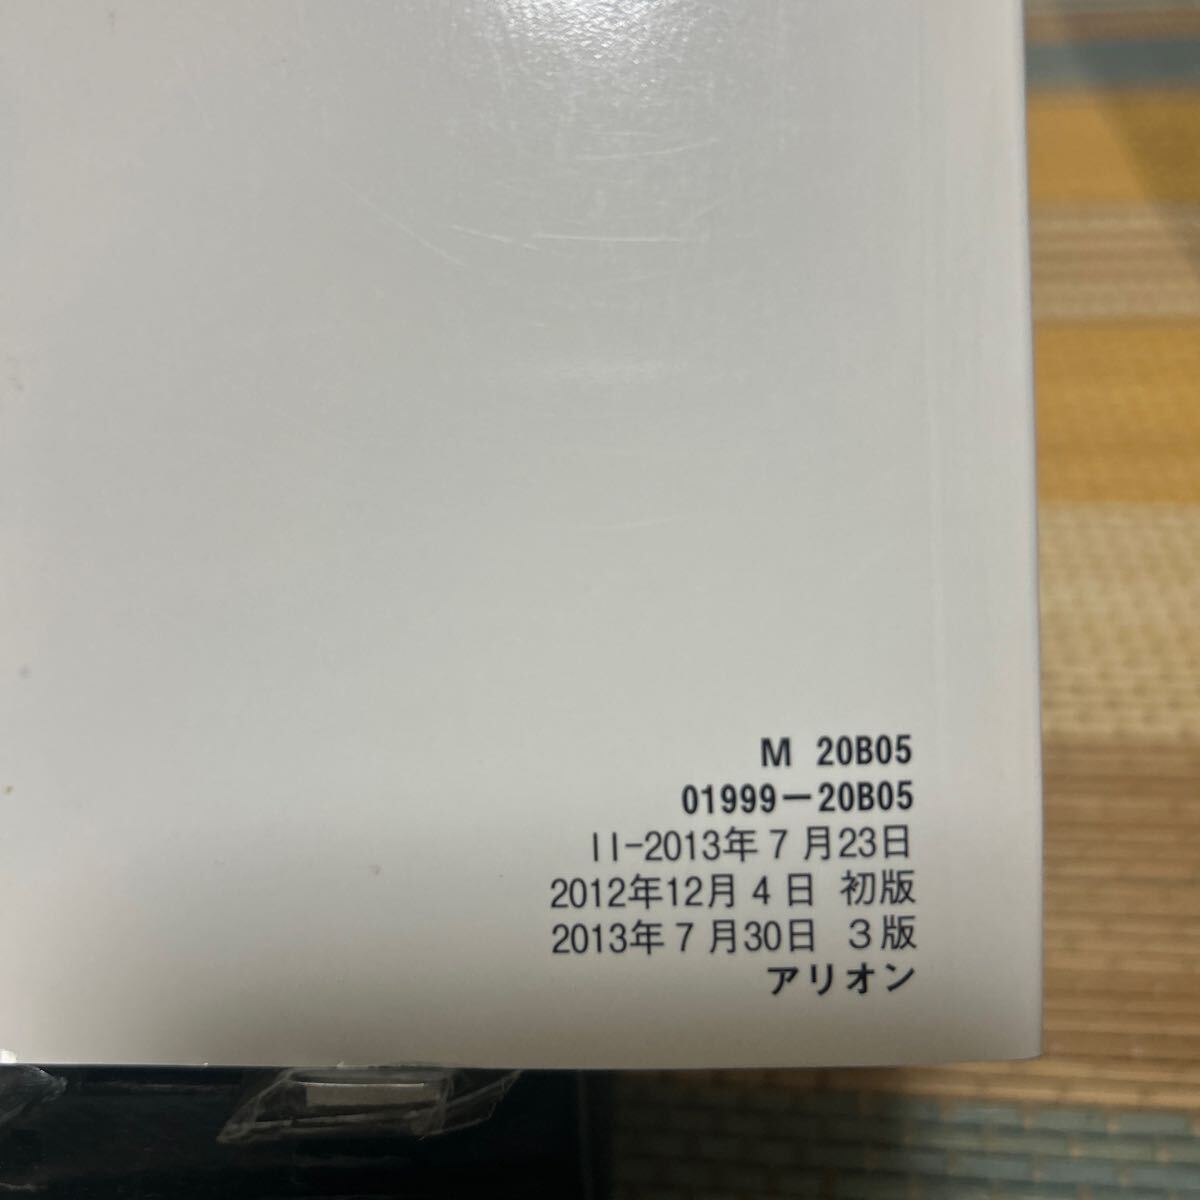 M 20B05
01999−20B05
II-2013年7月23日
2012年12月4日 初版
2013年7月30日 3版
アリオン